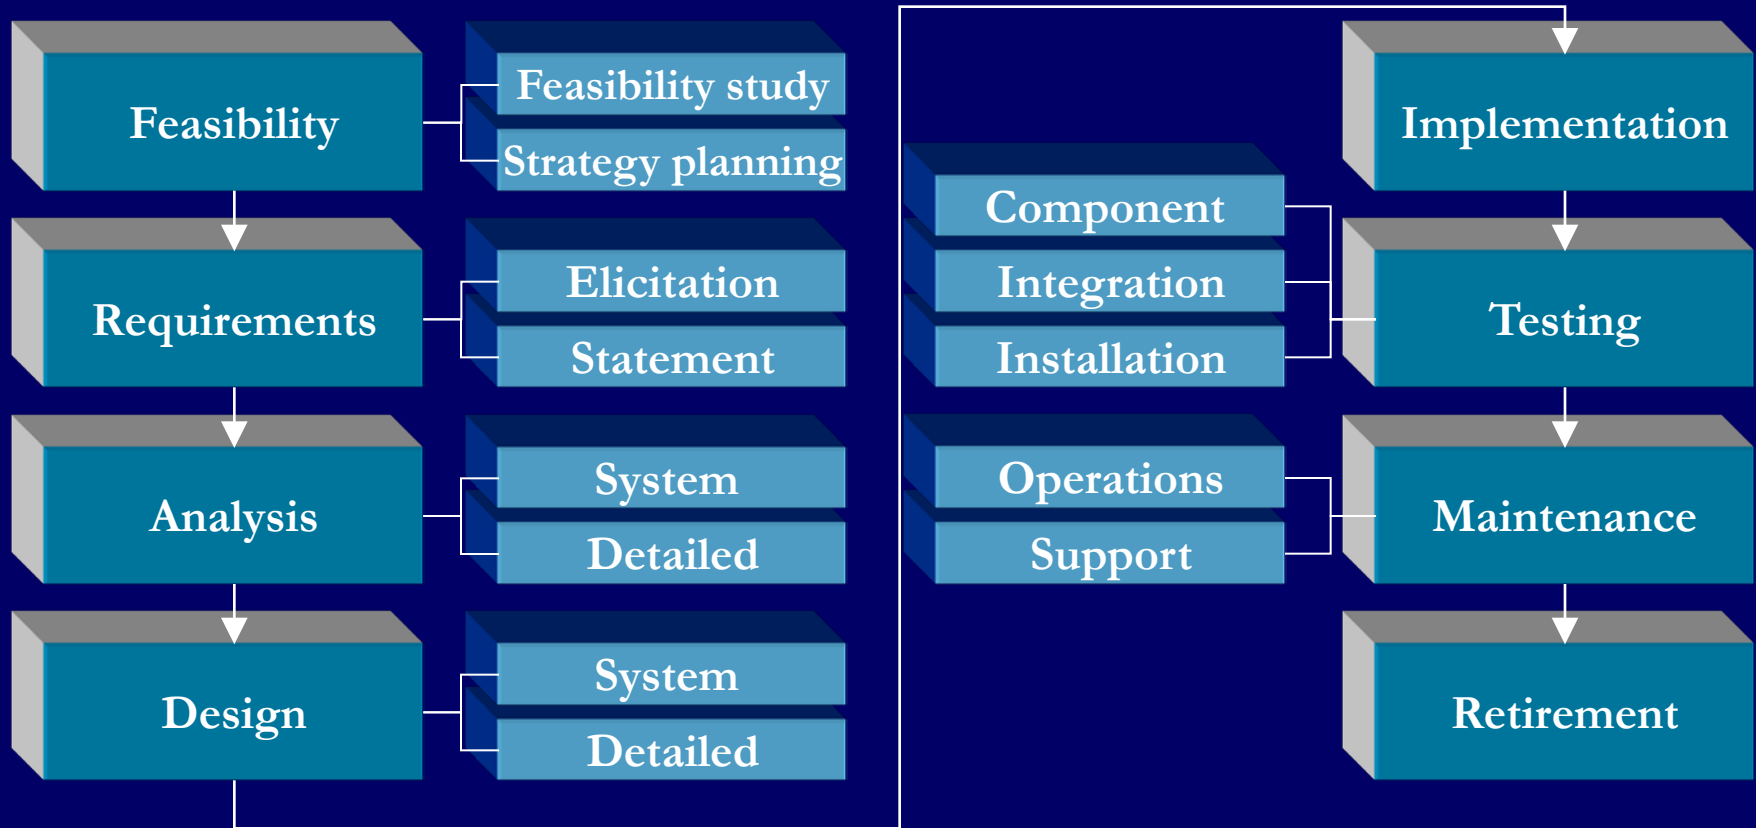 Feasibility
Feasibility study
Strategy planning
Requirements
Elicitation
Statement
Analysis
System
Detailed
Design
System
Detailed
Implementation
Component
Integration
Installation
Testing
Operations
Support
Maintenance
Retirement